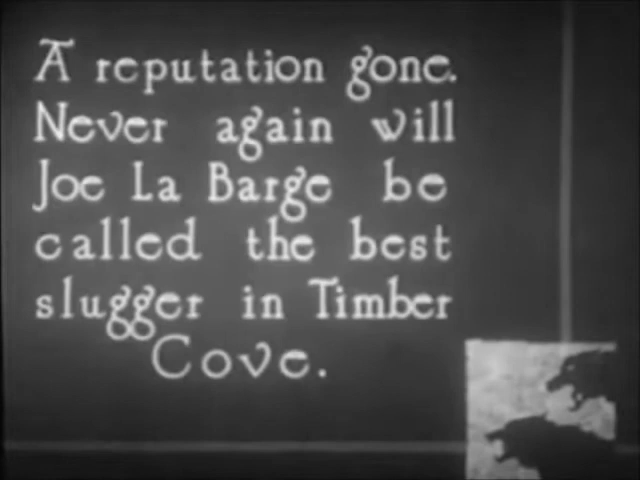 A reputation gone.
Never again will
Joe La Barge be
called the best
slugger in Timber
Cove.